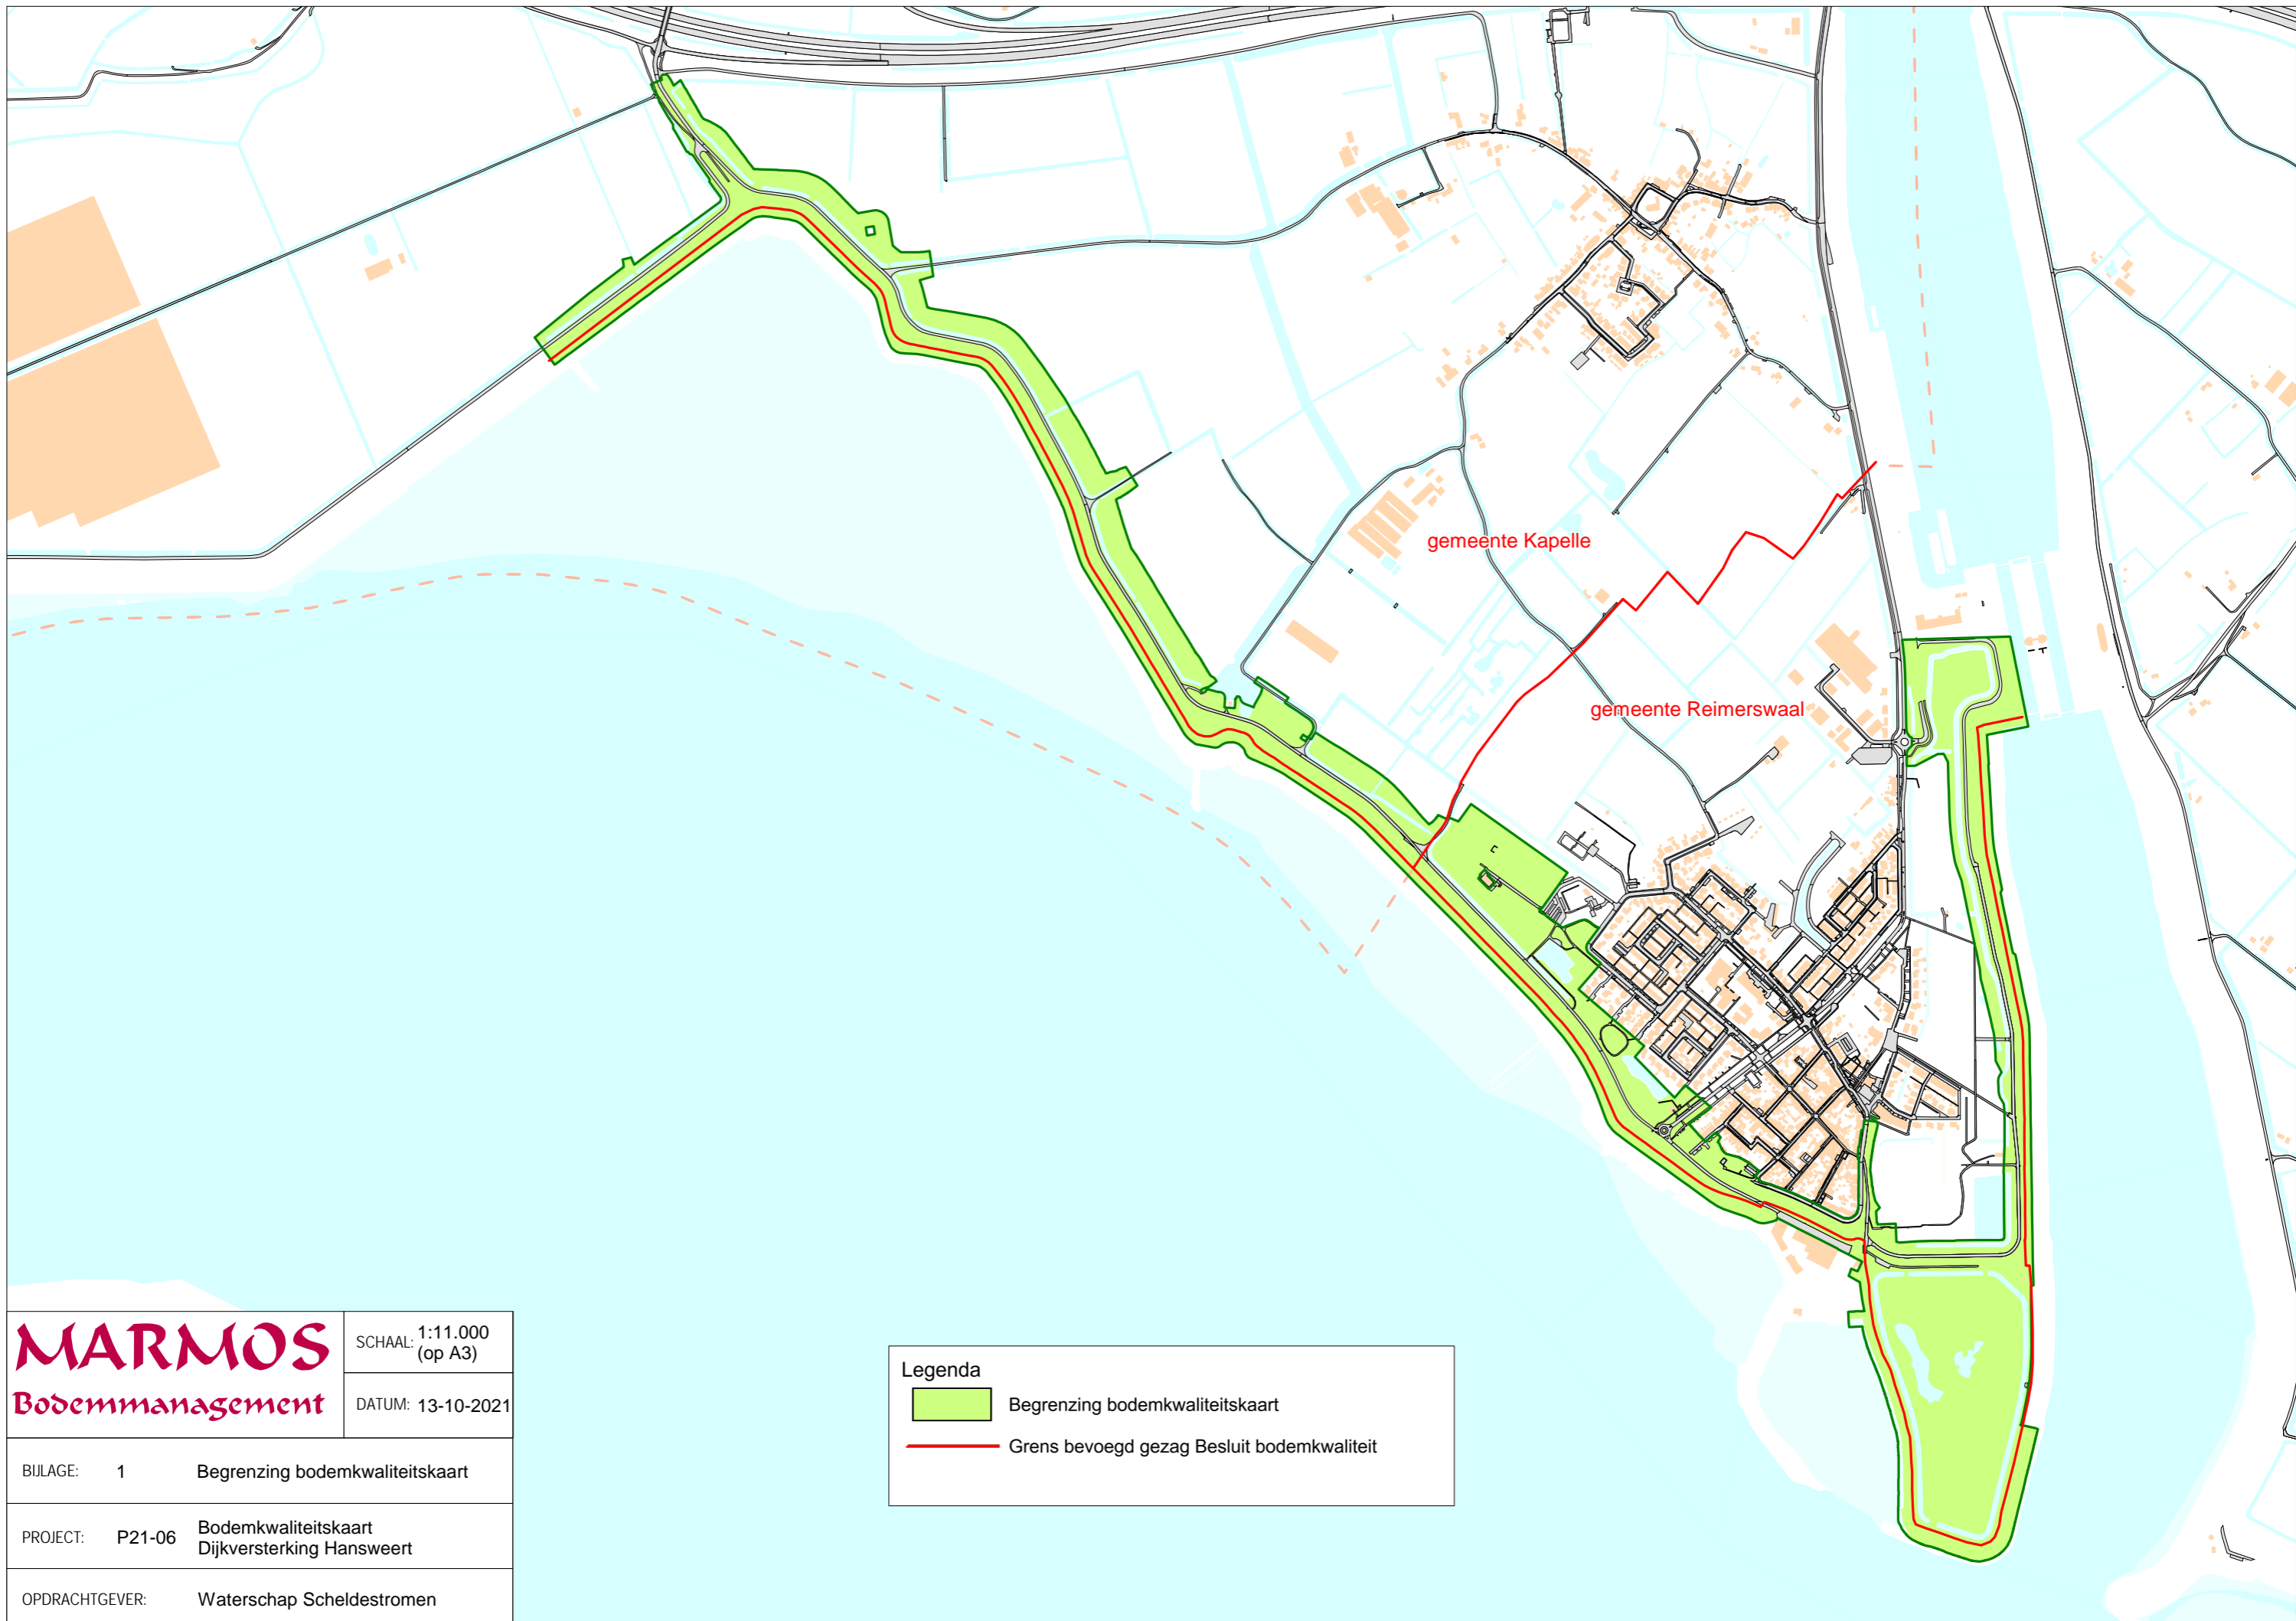 gemeente Kapelle
gemeente Reimerswaal
MARMOS
Bodemmanagement
SCHAAL: 1:11.000
(op A3)
DATUM: 13-10-2021
BIJLAGE: 1 Begrenzing bodemkwaliteitskaart
PROJECT: P21-06 Bodemkwaliteitskaart
Dijkversterking Hansweert
OPDRACHTGEVER: Waterschap Scheldestromen
Legenda
Begrenzing bodemkwaliteitskaart
Grens bevoegd gezag Besluit bodemkwaliteit